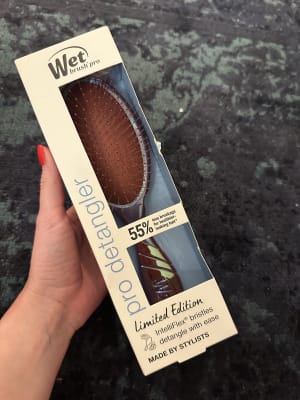 Wet
brush pro
pro detangler
55% less breakage
for healthier-
looking hair*
Limited Edition
IntelliFlex® bristles
detangle with ease
MADE BY STYLISTS